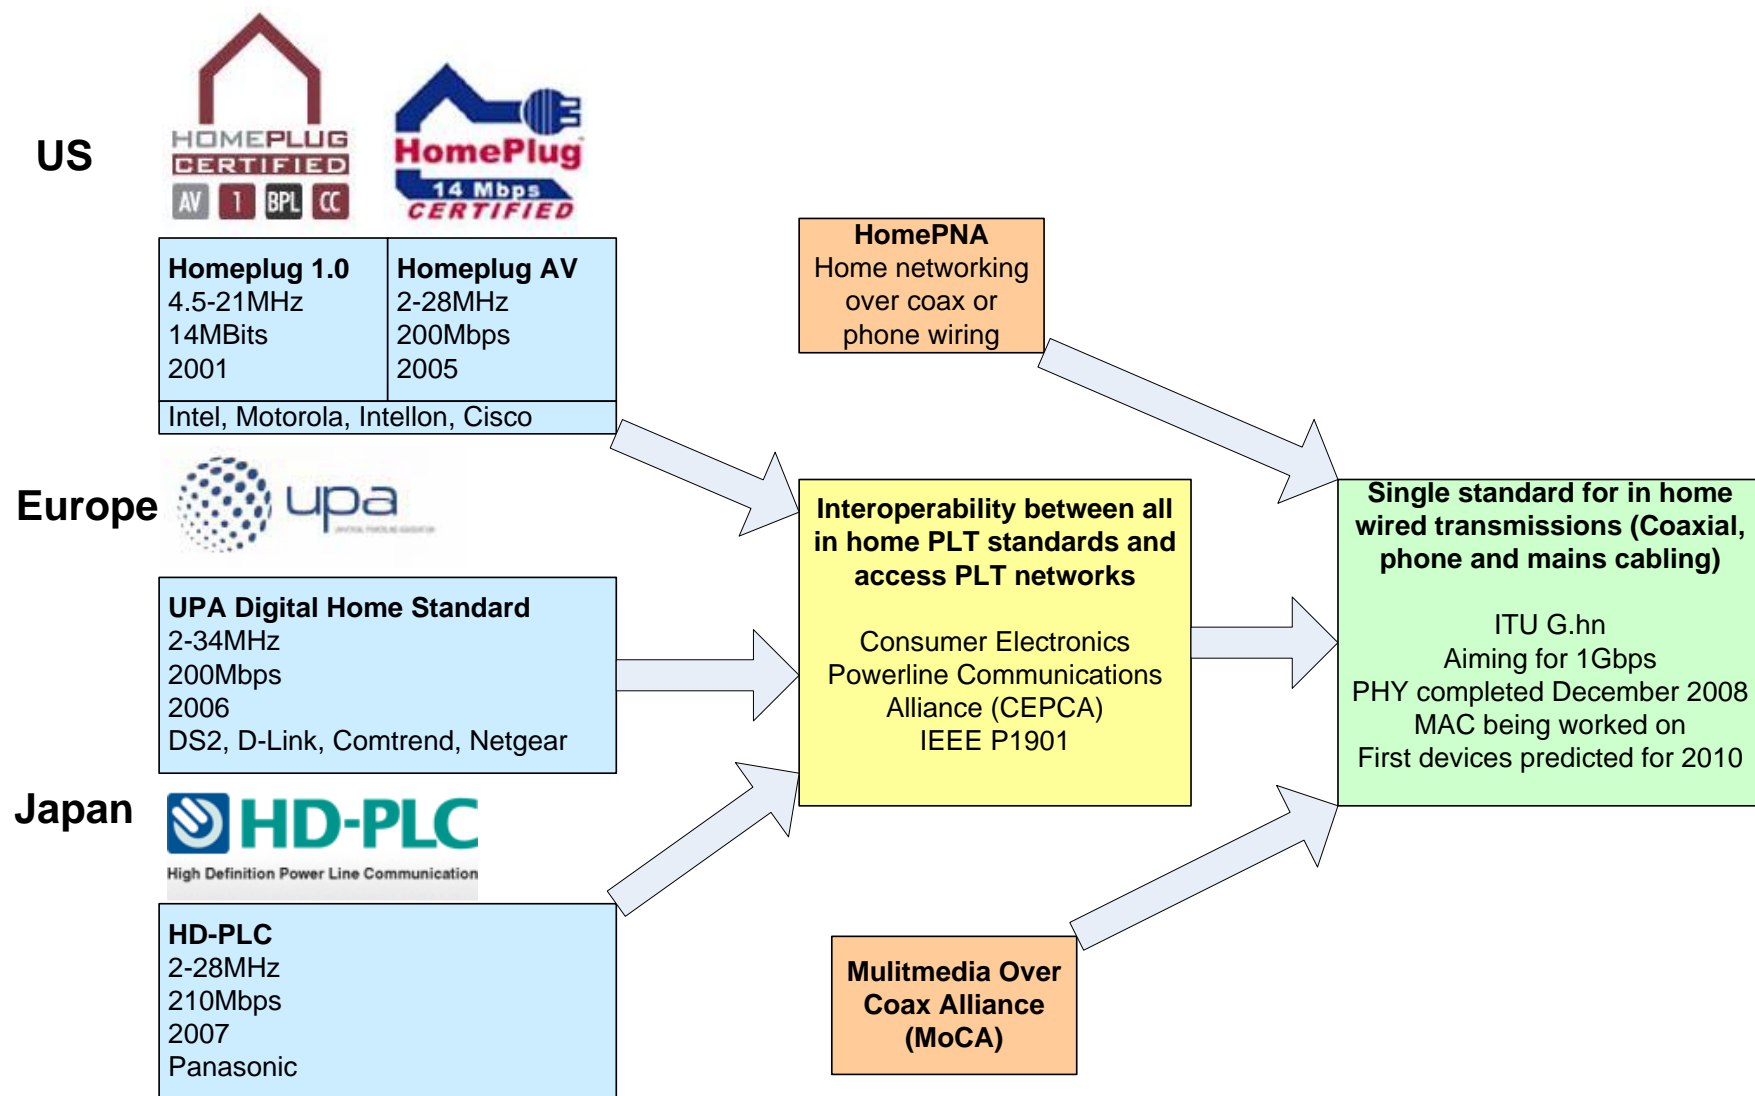 US
HOMEPLUG
CERTIFIED
AV 1 BPL CC
HomePlug
14 Mbps
CERTIFIED
Homeplug 1.0
4.5-21MHz
14MBits
2001
Homeplug AV
2-28MHz
200Mbps
2005
Intel, Motorola, Intellon, Cisco
Europe
upa
UPA Digital Home Standard
2-34MHz
200Mbps
2006
DS2, D-Link, Comtrend, Netgear
Japan
HD-PLC
High Definition Power Line Communication
HD-PLC
2-28MHz
210Mbps
2007
Panasonic
HomePNA
Home networking
over coax or
phone wiring
Interoperability between all
in home PLT standards and
access PLT networks
Consumer Electronics
Powerline Communications
Alliance (CEPCA)
IEEE P1901
Mulitmedia Over
Coax Alliance
(MoCA)
Single standard for in home
wired transmissions (Coaxial,
phone and mains cabling)
ITU G.hn
Aiming for 1Gbps
PHY completed December 2008
MAC being worked on
First devices predicted for 2010